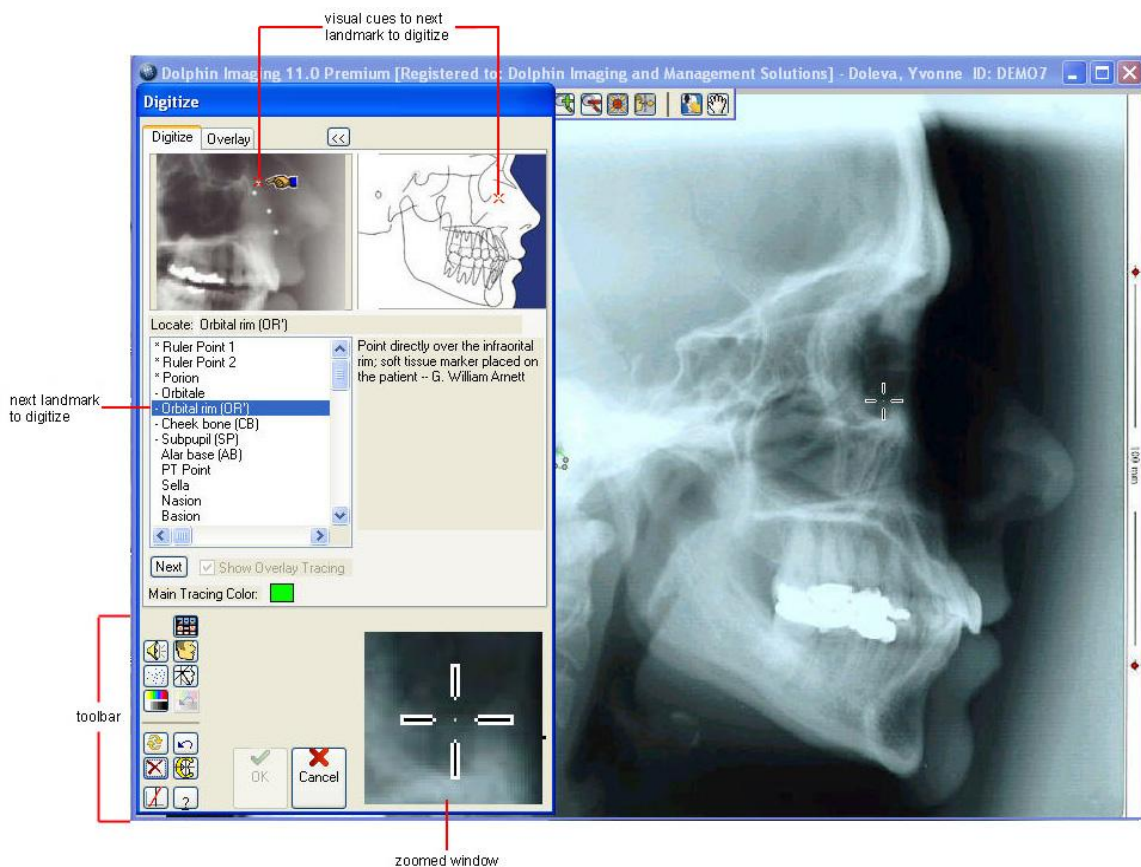 visual cues to next
landmark to digitize
Dolphin Imaging 11.0 Premium [Registered to: Dolphin Imaging and Management Solutions] - Doleva, Yvonne ID: DEMO7
Digitize
Digitize Overlay <<
Locate: Orbital rim (OR')
* Ruler Point 1
* Ruler Point 2
* Porion
- Orbitale
- Orbital rim (OR')
- Cheek bone (CB)
- Subpupil (SP)
Alar base (AB)
PT Point
Sella
Nasion
Basion
Point directly over the infraorital
rim; soft tissue marker placed on
the patient -- G. William Arnett
next landmark
to digitize
Next Show Overlay Tracing
Main Tracing Color:
toolbar
OK Cancel
?
zoomed window
100 mm